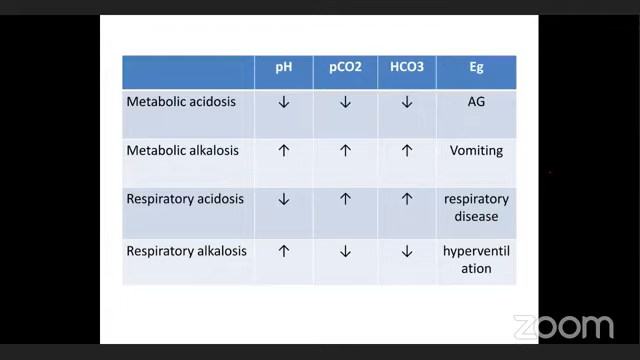 pH pCO2 HCO3 Eg
Metabolic acidosis ↓ ↓ ↓ AG
Metabolic alkalosis ↑ ↑ ↑ Vomiting
Respiratory acidosis ↓ ↑ ↑ respiratory
disease
Respiratory alkalosis ↑ ↓ ↓ hyperventil
ation
zoom